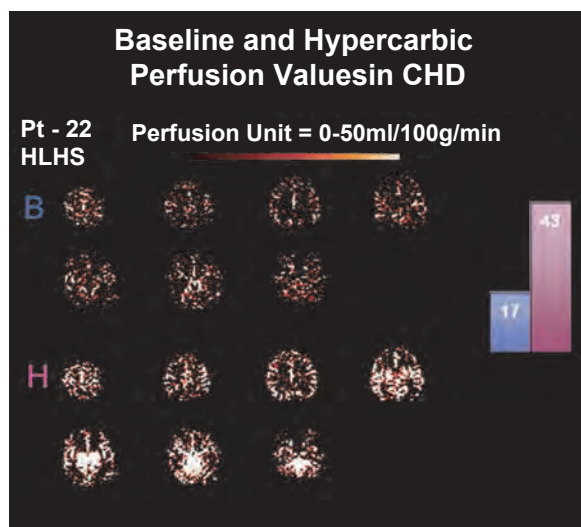 Baseline and Hypercarbic
Perfusion Valuesin CHD
Pt - 22
HLHS
Perfusion Unit = 0-50ml/100g/min
B
43
17
H